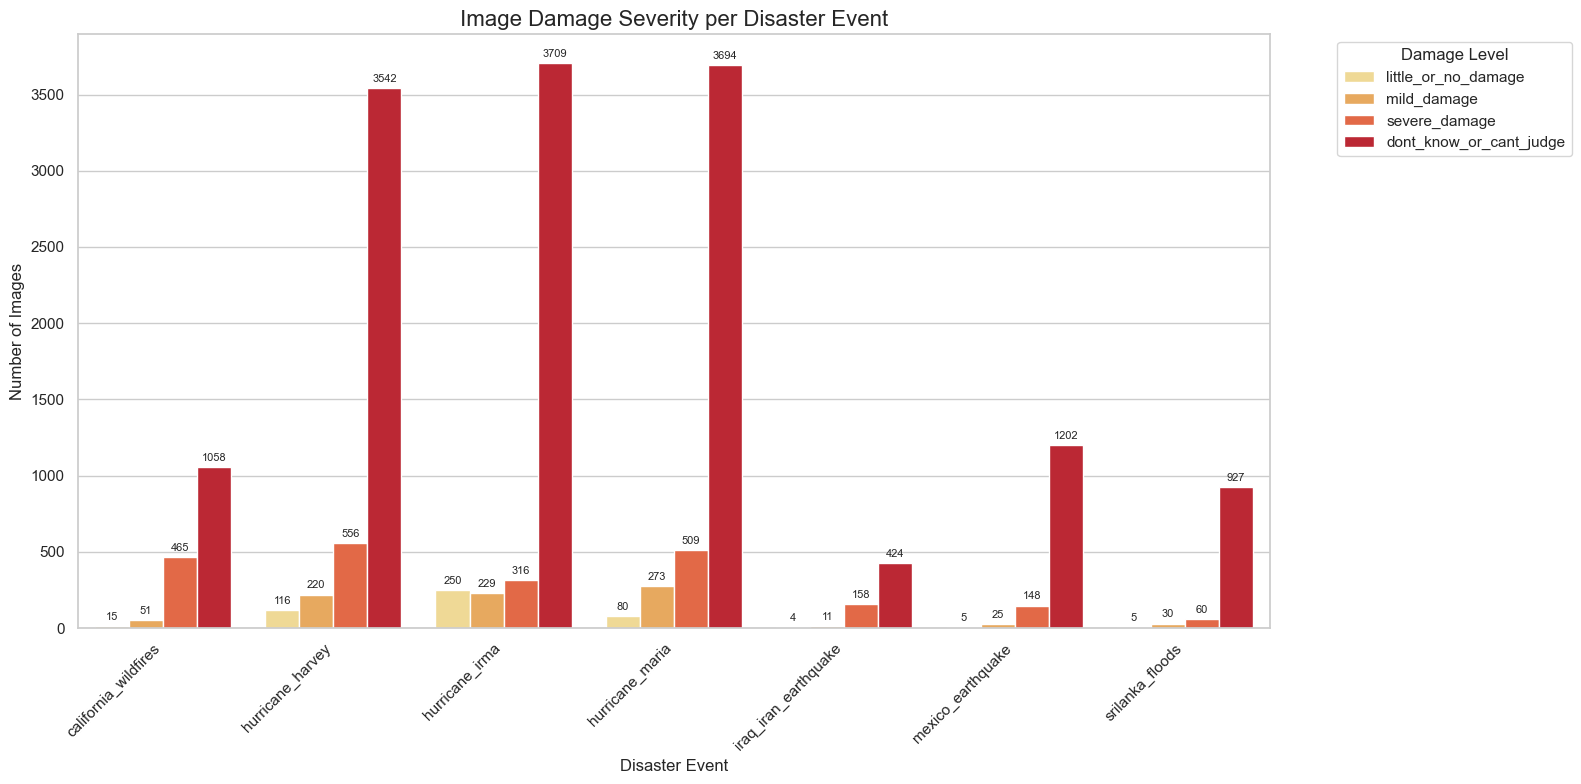 Image Damage Severity per Disaster Event
Damage Level
little_or_no_damage
mild_damage
severe_damage
dont_know_or_cant_judge
Number of Images
3500
3000
2500
2000
1500
1000
500
0
15
51
465
1058
116
220
556
3542
250
229
316
3709
80
273
509
3694
4
11
158
424
5
25
148
1202
5
30
60
927
california_wildfires
hurricane_harvey
hurricane_irma
hurricane_maria
iraq_iran_earthquake
mexico_earthquake
srilanka_floods
Disaster Event